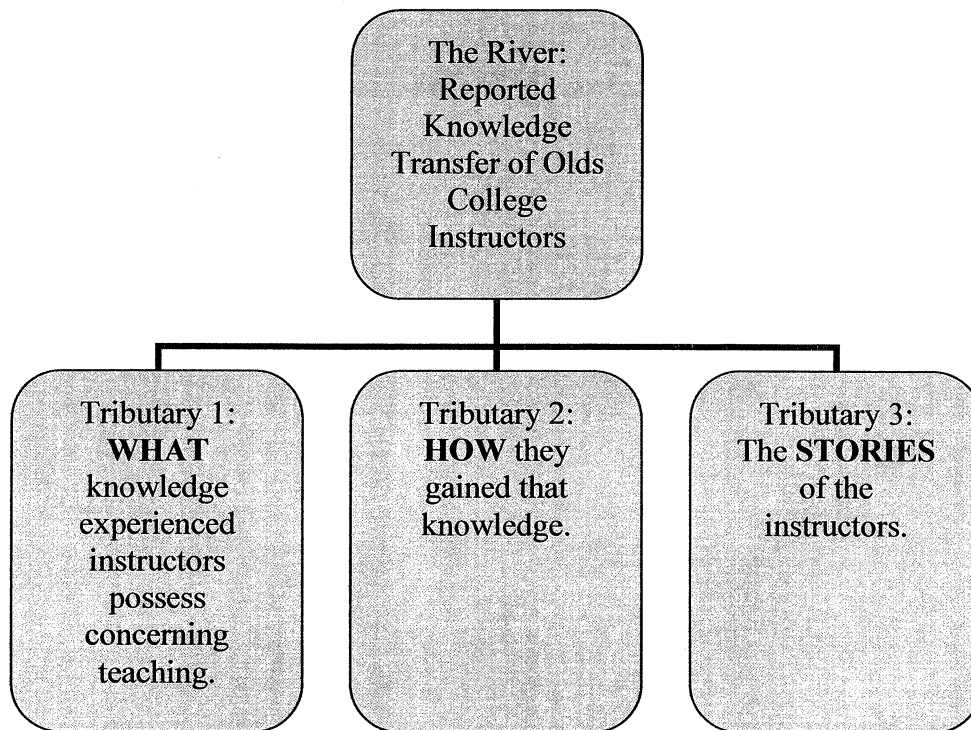 The River:
Reported
Knowledge
Transfer of Olds
College
Instructors
Tributary 1:
WHAT
knowledge
experienced
instructors
possess
concerning
teaching.
Tributary 2:
HOW they
gained that
knowledge.
Tributary 3:
The STORIES
of the
instructors.